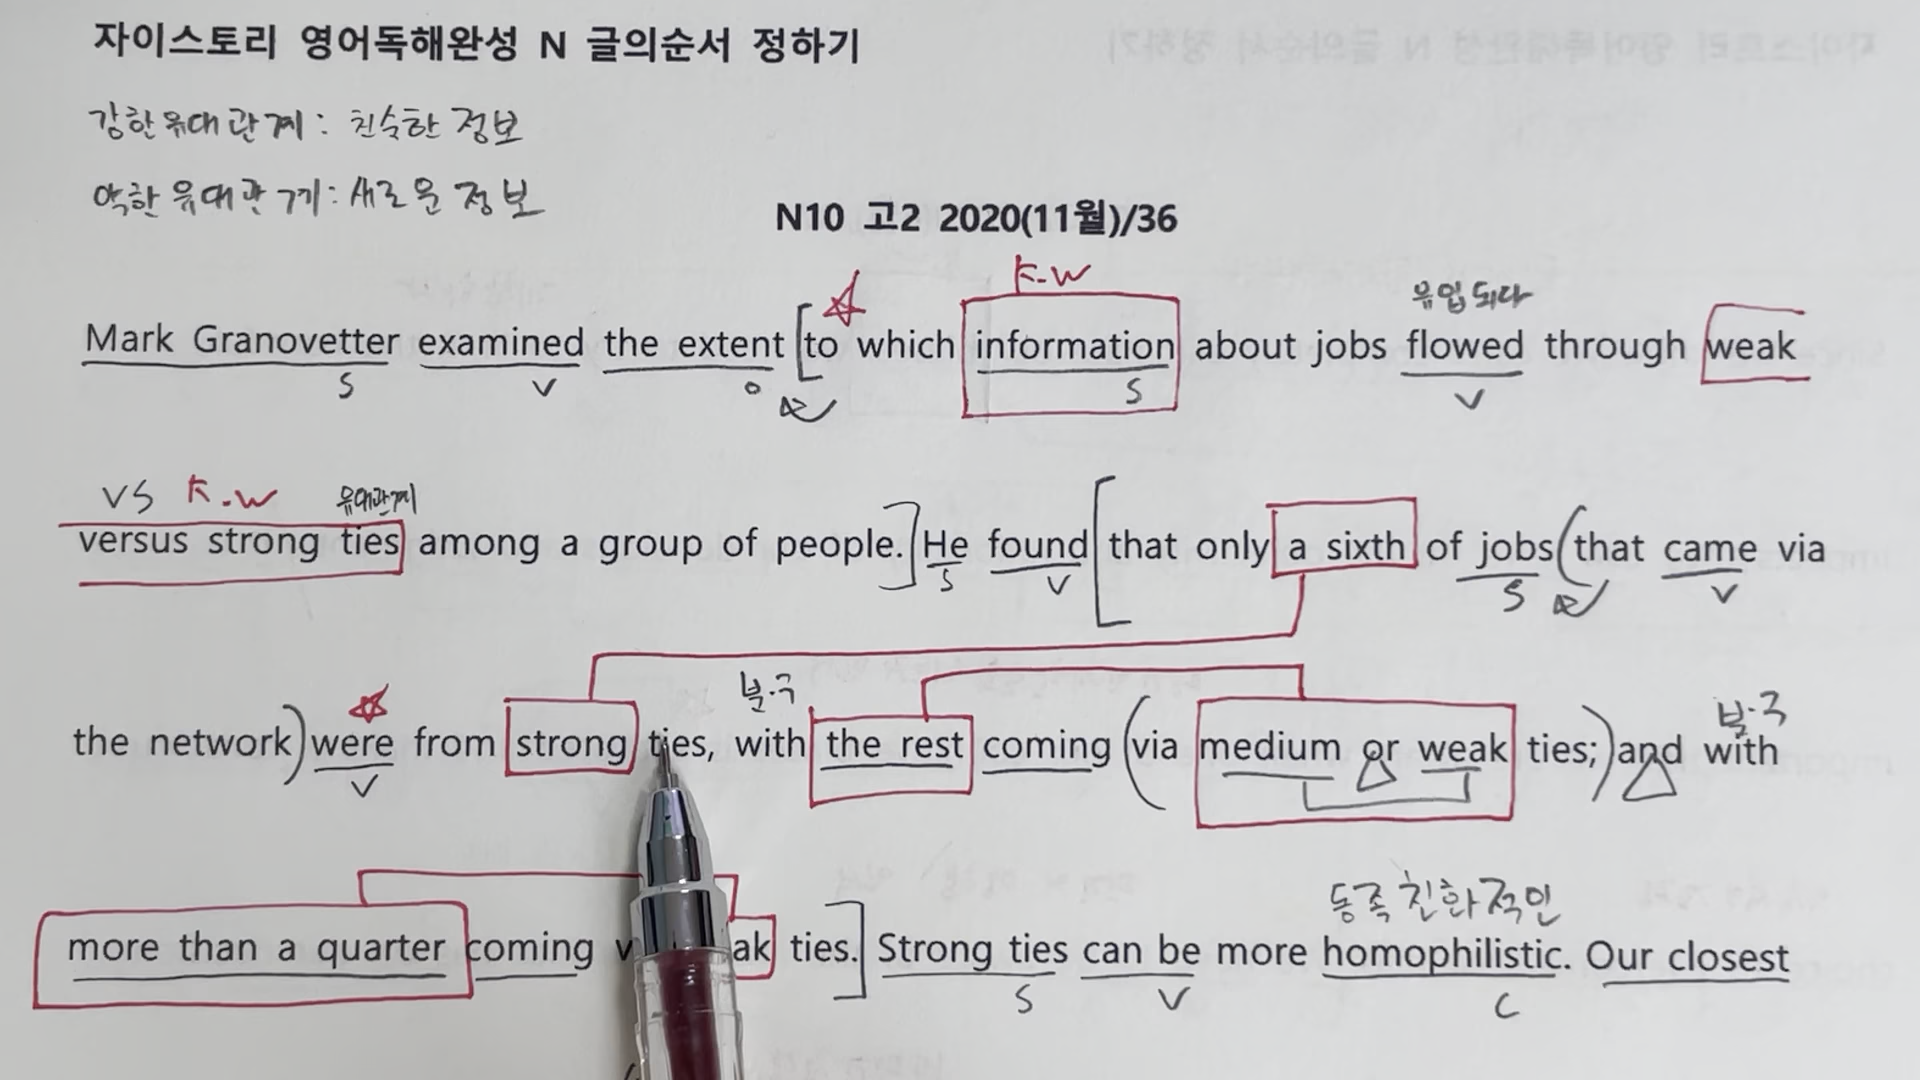 자이스토리 영어독해완성 N 글의순서 정하기
강한유대관계: 친숙한 정보
약한유대관계: 새로운 정보
N10 고2 2020(11월)/36
K-W
유입되다
Mark Granovetter examined the extent [to which information about jobs flowed through weak
S V O S V
VS K-W 유대관계
versus strong ties among a group of people.] He found [that only a sixth of jobs (that came via
S V S V
분·구 분·구
the network) were from strong ties, with the rest coming (via medium or weak ties;) and with
V
동족친화적인
more than a quarter coming ak ties.] Strong ties can be more homophilistic. Our closest
S V C